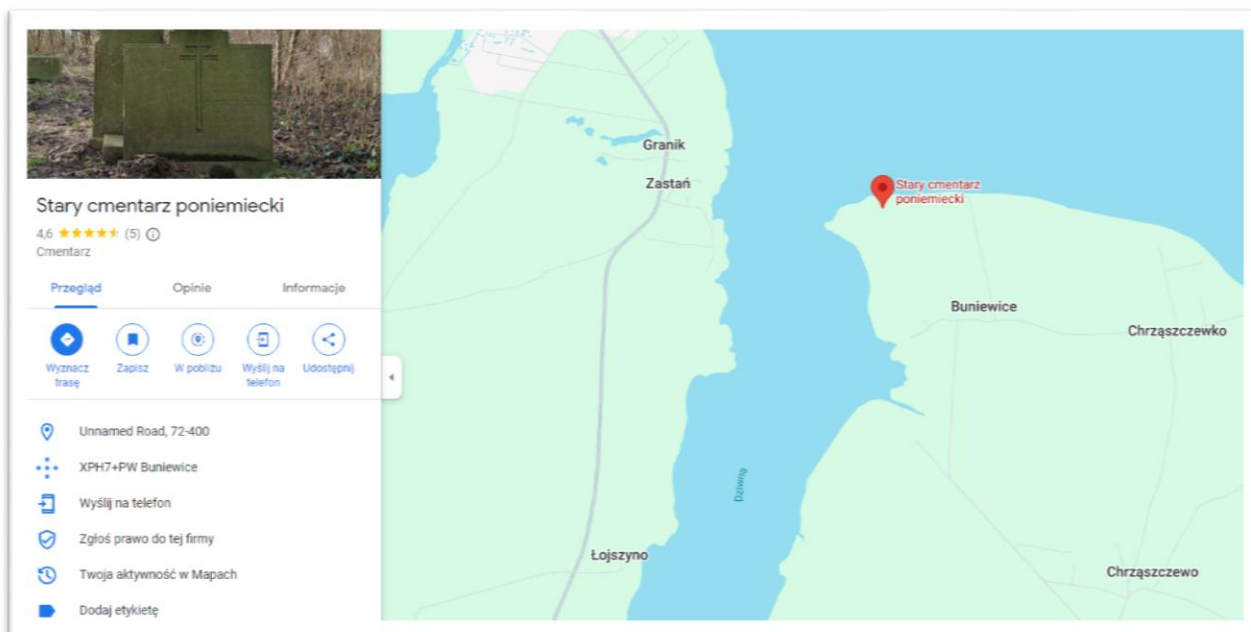 Stary cmentarz poniemiecki
4,6 (5)
Cmentarz
Przegląd Opinie Informacje
Wyznacz trasę
Zapisz
W pobliżu
Wyślij na telefon
Udostępnij
Unnamed Road, 72-400
XPH7+PW Buniewice
Wyślij na telefon
Zgłoś prawo do tej firmy
Twoja aktywność w Mapach
Dodaj etykietę
Granik
Zastań
Stary cmentarz
poniemiecki
Buniewice
Chrząszczewko
Dziwna
Łojszyno
Chrząszczewo